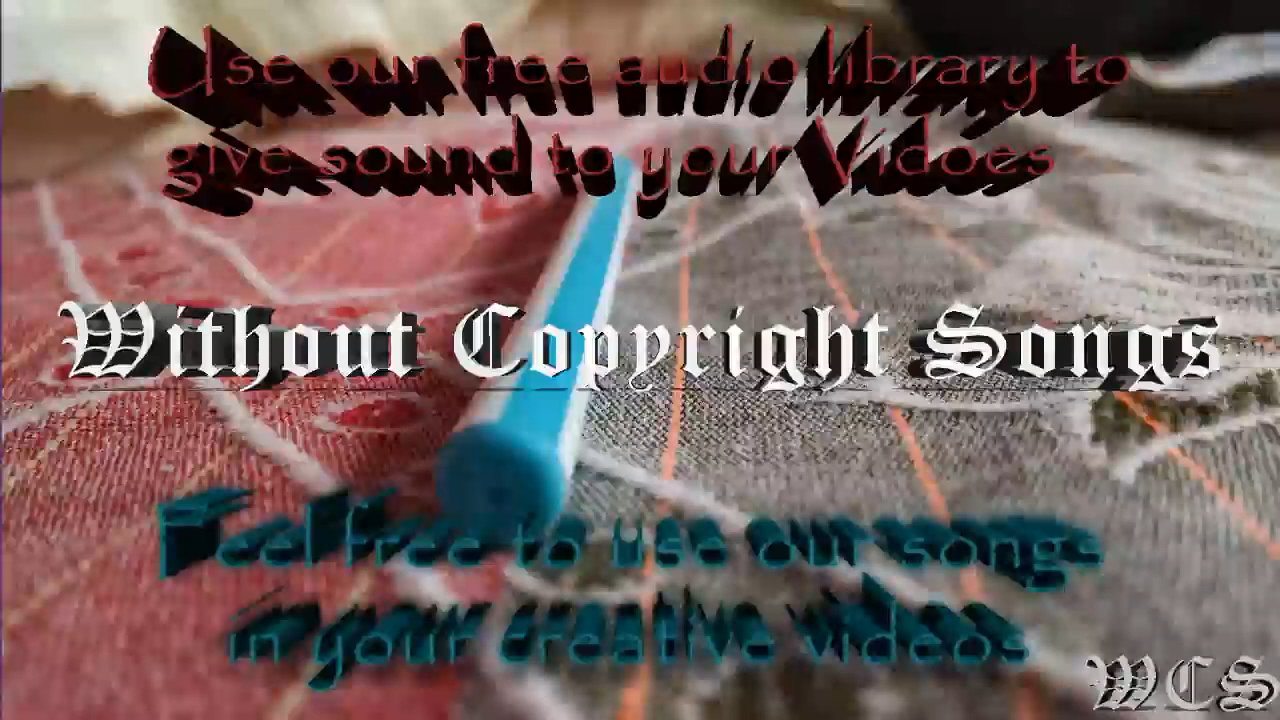 Use our free audio library to
give sound to your Vidoes
Without Copyright Songs
Feel free to use our songs
in your creative videos
WCS